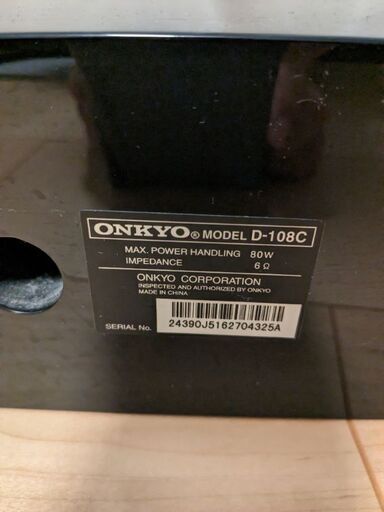 ONKYO® MODEL D-108C
MAX. POWER HANDLING 80W
IMPEDANCE 6Ω
ONKYO CORPORATION
INSPECTED AND AUTHORIZED BY ONKYO
MADE IN CHINA
SERIAL No. 24390J5162704325A